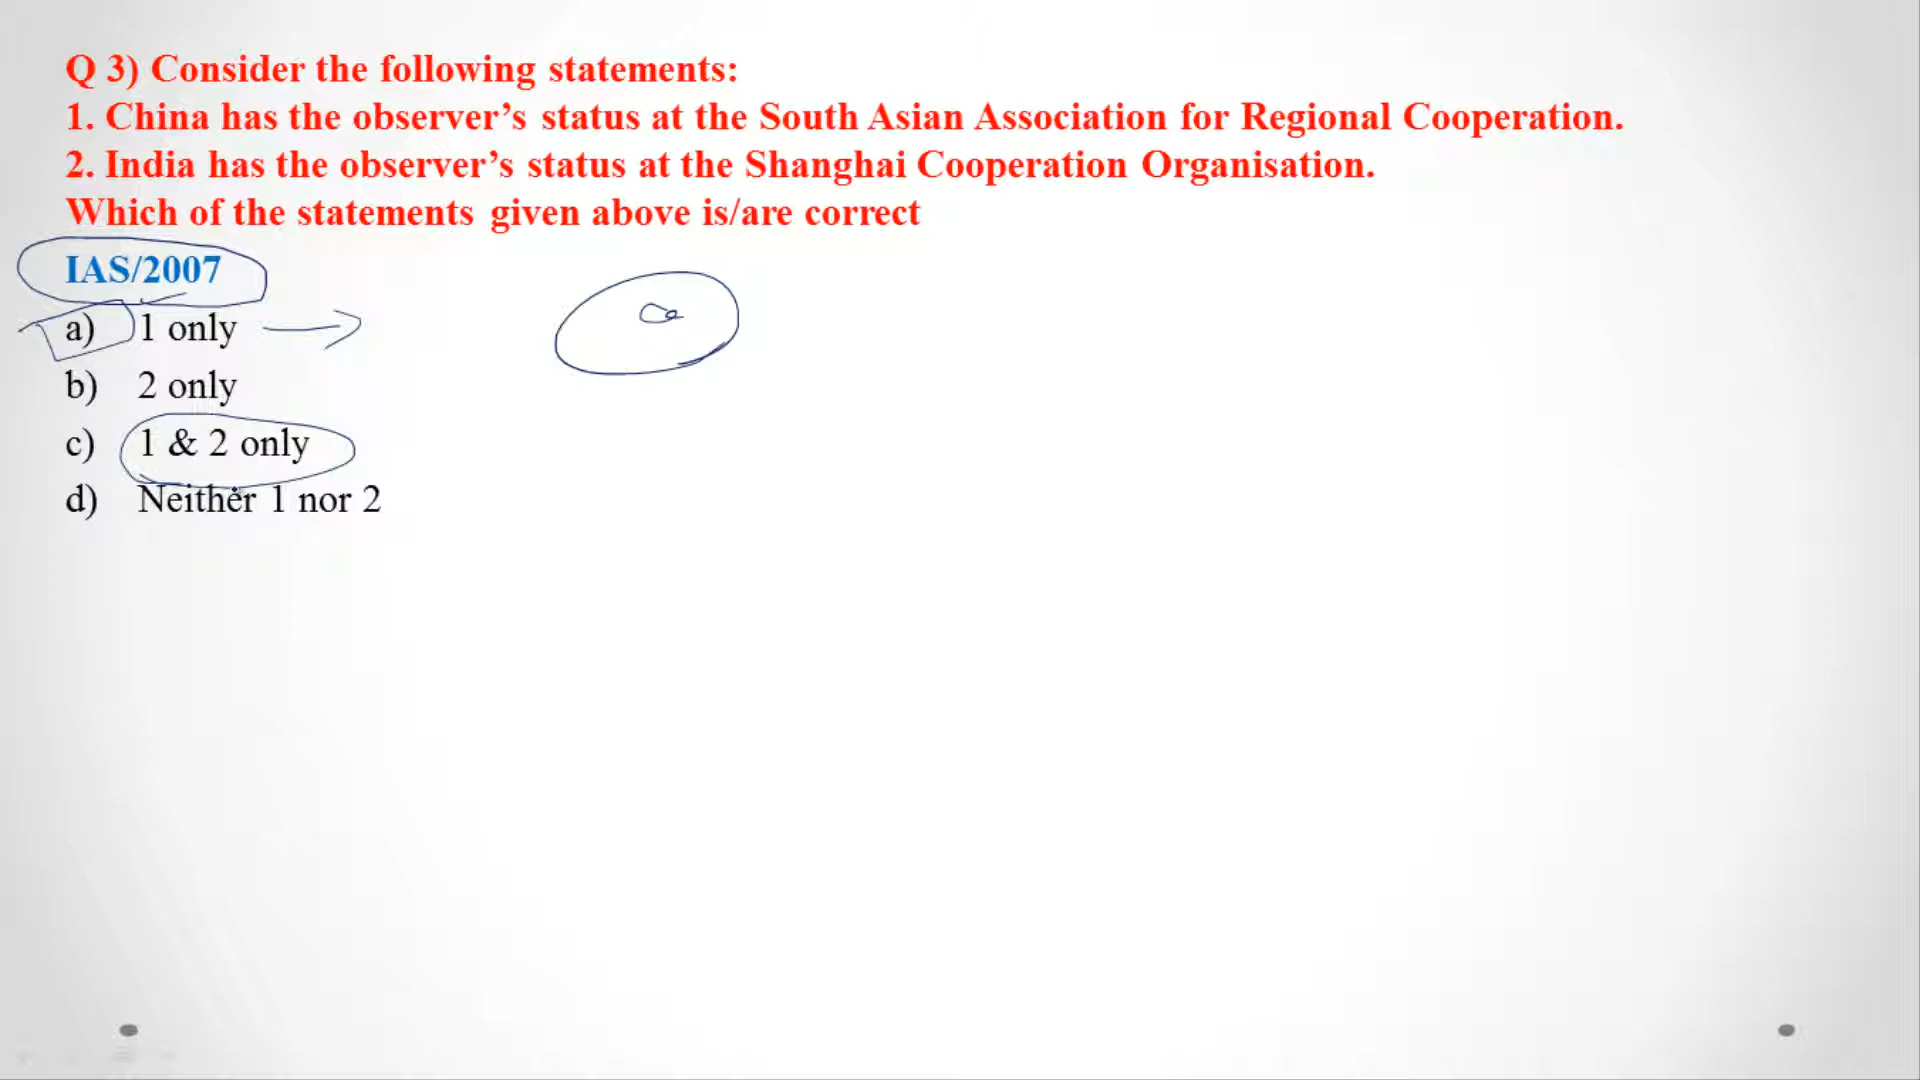 Q 3) Consider the following statements:
1. China has the observer’s status at the South Asian Association for Regional Cooperation.
2. India has the observer’s status at the Shanghai Cooperation Organisation.
Which of the statements given above is/are correct
IAS/2007
a) 1 only
b) 2 only
c) 1 & 2 only
d) Neither 1 nor 2